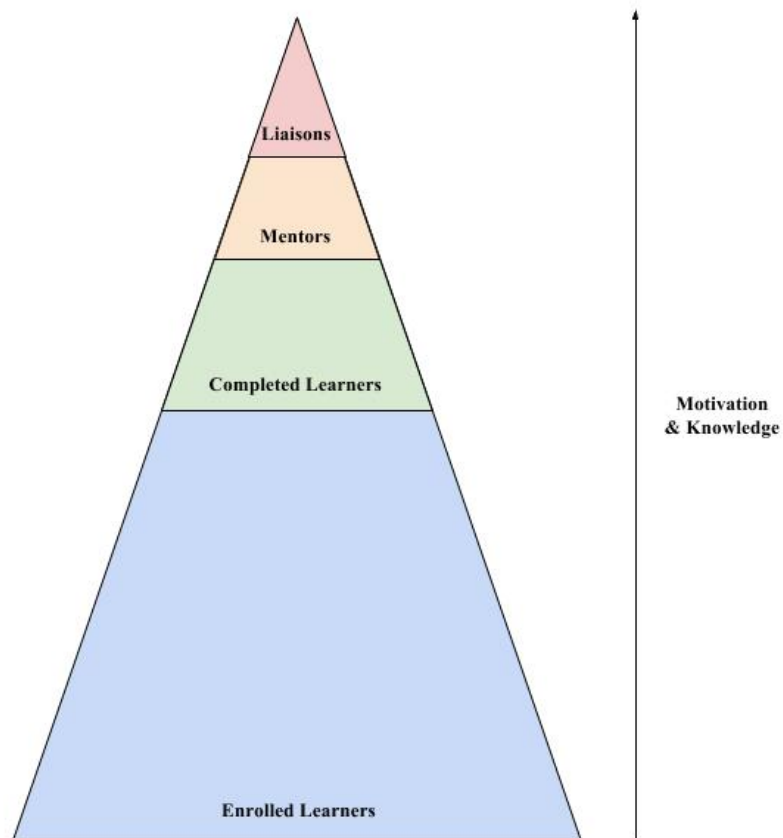 Liaisons
Mentors
Completed Learners
Motivation
& Knowledge
Enrolled Learners